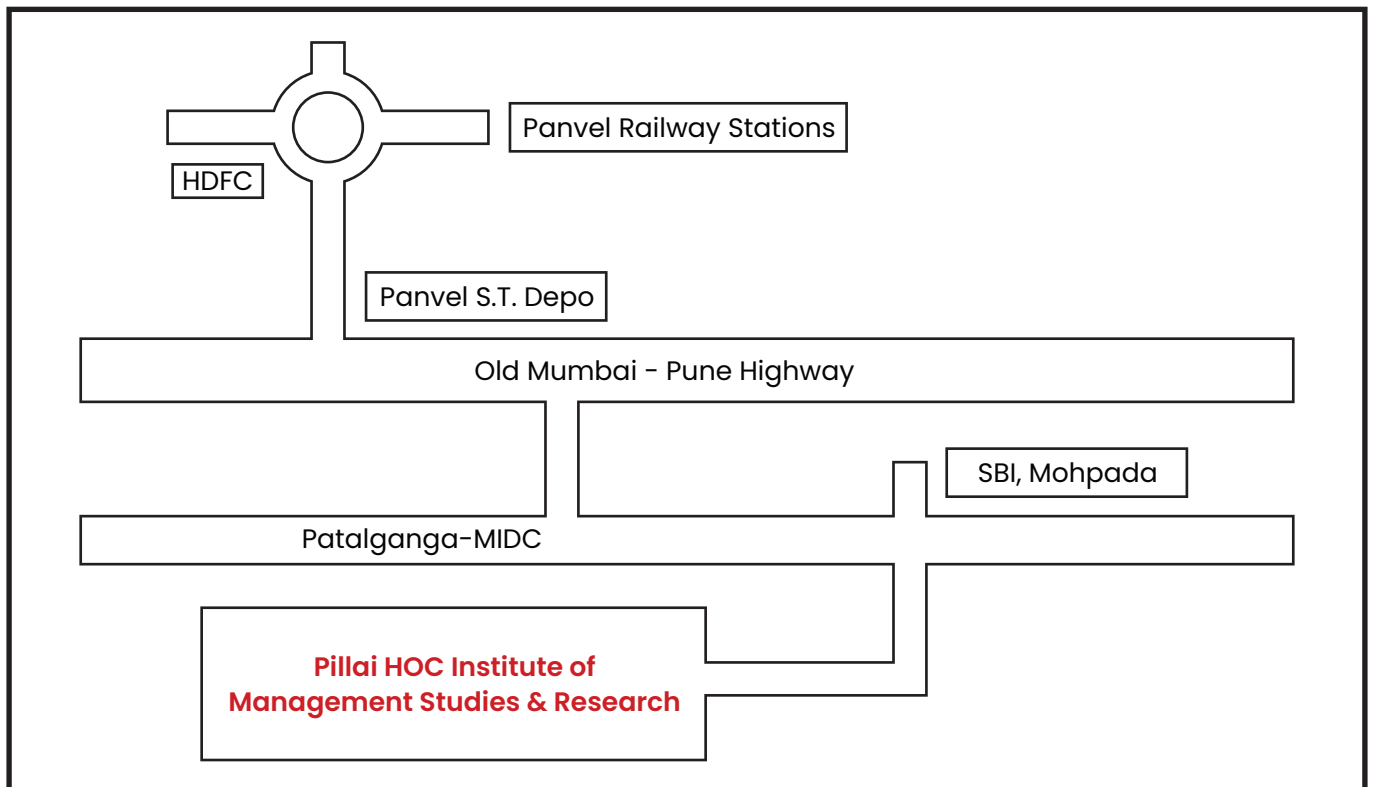 Panvel Railway Stations
HDFC
Panvel S.T. Depo
Old Mumbai - Pune Highway
SBI, Mohpada
Patalganga-MIDC
Pillai HOC Institute of
Management Studies & Research